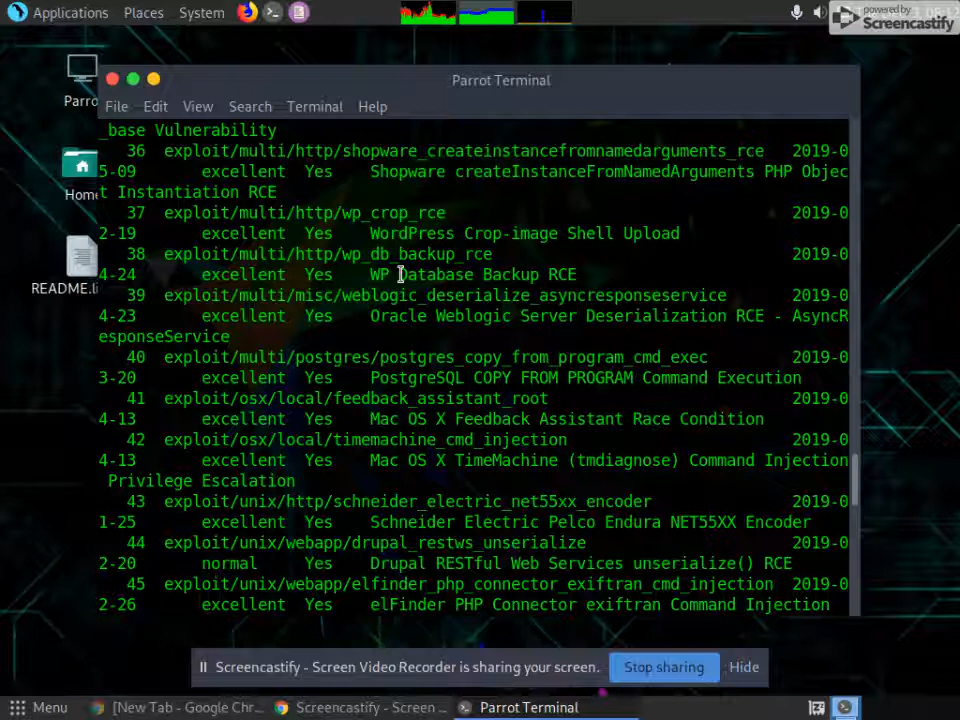 Applications Places System
powered by
Screencastify
Parrot Terminal
Parro
File Edit View Search Terminal Help
_base Vulnerability
36 exploit/multi/http/shopware_createinstancefromnamedarguments_rce 2019-0
5-09 excellent Yes Shopware createInstanceFromNamedArguments PHP Objec
t Instantiation RCE
Home
37 exploit/multi/http/wp_crop_rce 2019-0
2-19 excellent Yes WordPress Crop-image Shell Upload
38 exploit/multi/http/wp_db_backup_rce 2019-0
4-24 excellent Yes WP Database Backup RCE
README.li
39 exploit/multi/misc/weblogic_deserialize_asyncresponseservice 2019-0
4-23 excellent Yes Oracle Weblogic Server Deserialization RCE - AsyncR
esponseService
40 exploit/multi/postgres/postgres_copy_from_program_cmd_exec 2019-0
3-20 excellent Yes PostgreSQL COPY FROM PROGRAM Command Execution
41 exploit/osx/local/feedback_assistant_root 2019-0
4-13 excellent Yes Mac OS X Feedback Assistant Race Condition
42 exploit/osx/local/timemachine_cmd_injection 2019-0
4-13 excellent Yes Mac OS X TimeMachine (tmdiagnose) Command Injection
Privilege Escalation
43 exploit/unix/http/schneider_electric_net55xx_encoder 2019-0
1-25 excellent Yes Schneider Electric Pelco Endura NET55XX Encoder
44 exploit/unix/webapp/drupal_restws_unserialize 2019-0
2-20 normal Yes Drupal RESTful Web Services unserialize() RCE
45 exploit/unix/webapp/elfinder_php_connector_exiftran_cmd_injection 2019-0
2-26 excellent Yes elFinder PHP Connector exiftran Command Injection
Screencastify - Screen Video Recorder is sharing your screen. Stop sharing Hide
Menu [New Tab - Google Chr... Screencastify - Screen ... Parrot Terminal